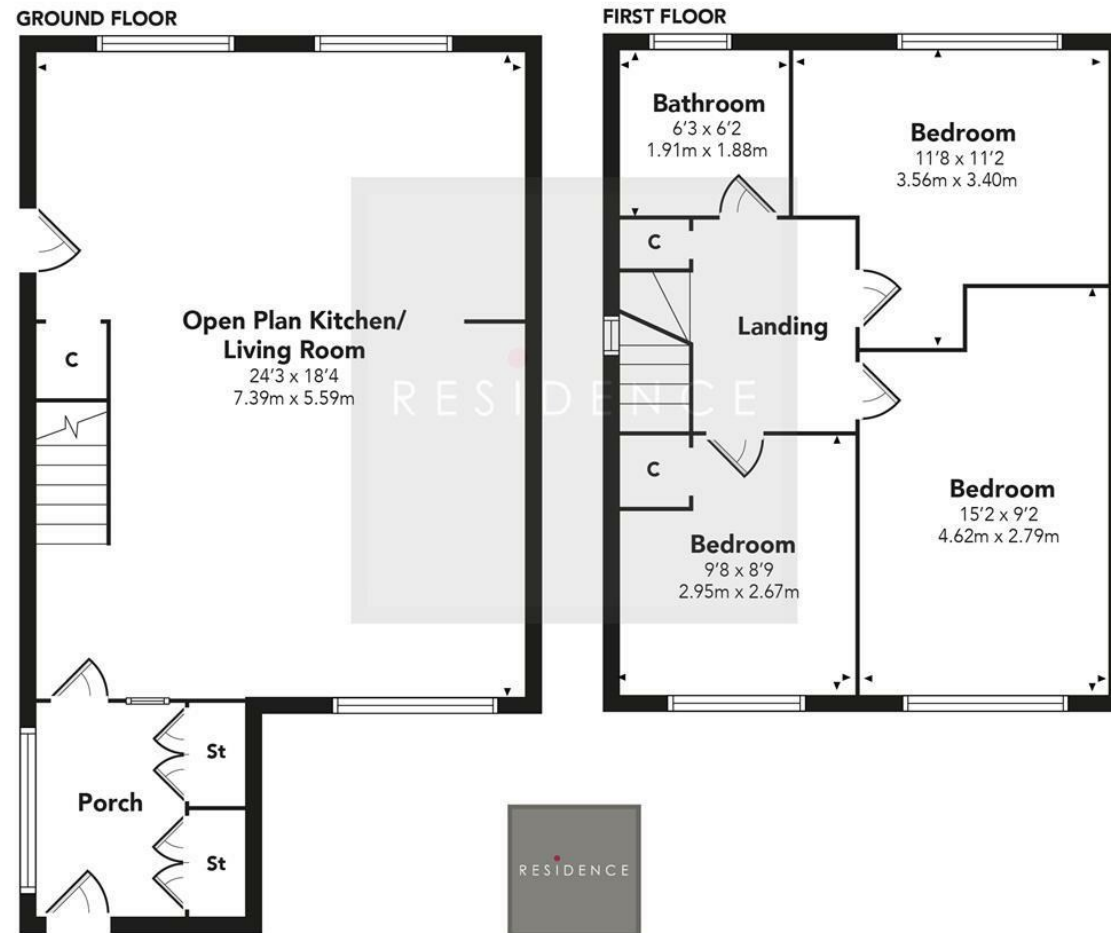 GROUND FLOOR
Open Plan Kitchen/
Living Room
24'3 x 18'4
7.39m x 5.59m
C
Porch
St
St
FIRST FLOOR
Bathroom
6'3 x 6'2
1.91m x 1.88m
Bedroom
11'8 x 11'2
3.56m x 3.40m
C
Landing
C
Bedroom
9'8 x 8'9
2.95m x 2.67m
Bedroom
15'2 x 9'2
4.62m x 2.79m
RESIDENCE
RESIDENCE